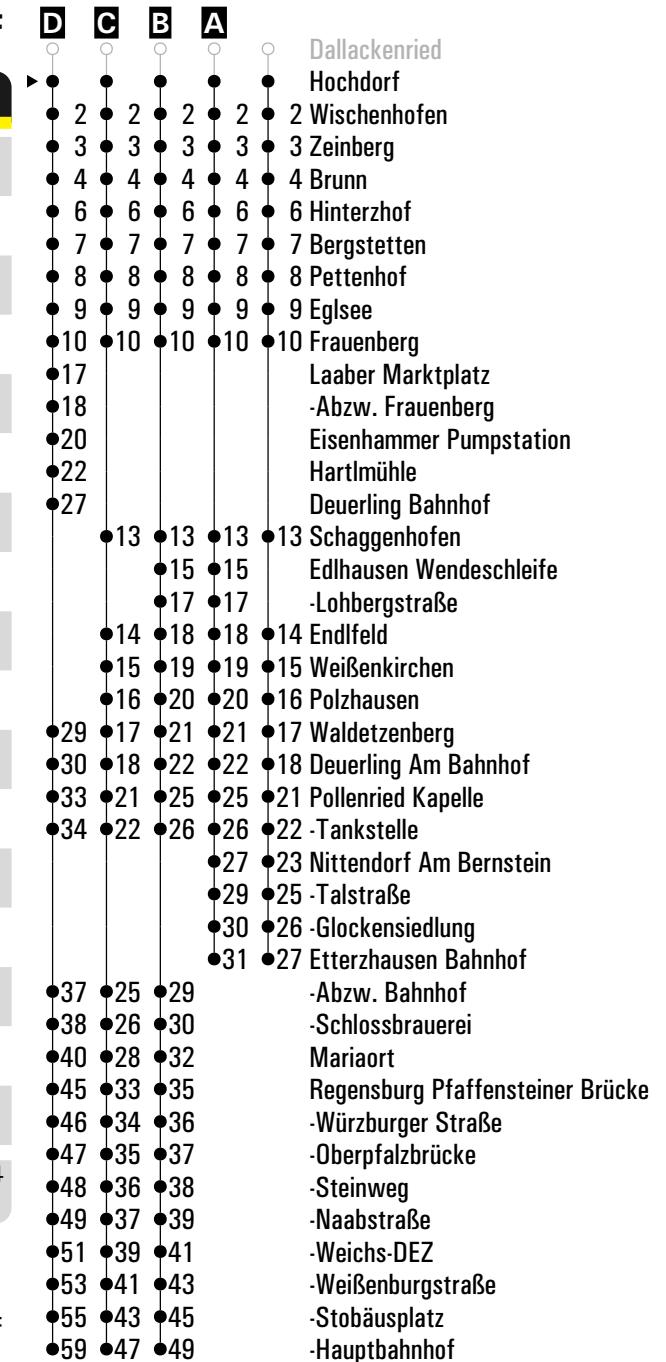 D C B A
Dallackenried
Hochdorf
2 2 2 2 2 Wischenhofen
3 3 3 3 3 Zeinberg
4 4 4 4 4 Brunn
6 6 6 6 6 Hinterzhof
7 7 7 7 7 Bergstetten
8 8 8 8 8 Pettenhof
9 9 9 9 9 Eglsee
10 10 10 10 10 Frauenberg
17 Laaber Marktplatz
18 -Abzw. Frauenberg
20 Eisenhammer Pumpstation
22 Hartlmühle
27 Deuerling Bahnhof
13 13 13 13 Schaggenhofen
15 15 Edlhausen Wendeschleife
17 17 -Lohbergstraße
14 18 18 14 Endlfeld
15 19 19 15 Weißenkirchen
16 20 20 16 Polzhausen
29 17 21 21 17 Waldetzenberg
30 18 22 22 18 Deuerling Am Bahnhof
33 21 25 25 21 Pollenried Kapelle
34 22 26 26 22 -Tankstelle
27 23 Nittendorf Am Bernstein
29 25 -Talstraße
30 26 -Glockensiedlung
31 27 Etterzhausen Bahnhof
37 25 29 -Abzw. Bahnhof
38 26 30 -Schlossbrauerei
40 28 32 Mariaort
45 33 35 Regensburg Pfaffensteiner Brücke
46 34 36 -Würzburger Straße
47 35 37 -Oberpfalzbrücke
48 36 38 -Steinweg
49 37 39 -Naabstraße
51 39 41 -Weichs-DEZ
53 41 43 -Weißenburgstraße
55 43 45 -Stobäusplatz
59 47 49 -Hauptbahnhof